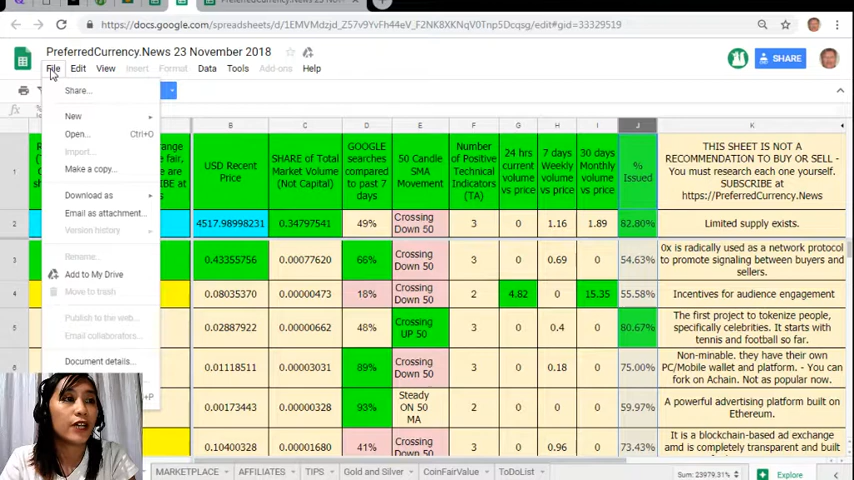 https://docs.google.com/spreadsheets/d/1EMVMdzjd_Z57v9YvFh44eV_F2NK8XKNqT0mp5Dcqsg/edit#gid=33329519
PreferredCurrency.News 23 November 2018
File Edit View Insert Format Data Tools Add-ons Help
SHARE
Share...
New
Open... Ctrl+O
Import...
Make a copy...
Download as
Email as attachment...
Version history
Rename...
Add to My Drive
Move to trash
Publish to the web...
Email collaborators...
Document details...
B C D E F G H I J K
USD Recent Price
SHARE of Total Market Volume (Not Capital)
GOOGLE searches compared to past 7 days
50 Candle SMA Movement
Number of Positive Technical Indicators (TA)
24 hrs current volume vs price
7 days Weekly volume vs price
30 days Monthly volume vs price
% Issued
THIS SHEET IS NOT A
RECOMMENDATION TO BUY OR SELL -
You must research each one yourself.
SUBSCRIBE at
https://PreferredCurrency.News
1
2 4517.98998231 0.34797541 49% Crossing Down 50 3 0 1.16 1.89 82.80% Limited supply exists.
3 0.43355756 0.00077620 66% Crossing Down 50 3 0 0.69 0 54.63% 0x is radically used as a network protocol to promote signaling between buyers and sellers.
4 0.08035370 0.00000473 18% Crossing Down 50 2 4.82 0 15.35 55.58% Incentives for audience engagement
5 0.02887922 0.00000662 48% Crossing UP 50 3 0 0.4 0 80.67% The first project to tokenize people, specifically celebrities. It starts with tennis and football so far.
0.01118511 0.00003031 89% Crossing Down 50 3 0 0.18 0 75.00% Non-minable. they have their own PC/Mobile wallet and platform. - You can fork on Achain. Not as popular now.
0.00173443 0.00000328 93% Steady ON 50 MA 2 0 0 0 59.97% A powerful advertising platform built on Ethereum.
0.10400328 0.00001680 41% Crossing Down 50 3 0 0.96 0 73.43% It is a blockchain-based ad exchange amd is completely transparent and built
MARKETPLACE AFFILIATES TIPS Gold and Silver CoinFairValue ToDoList
Sum: 23979.31%
Explore